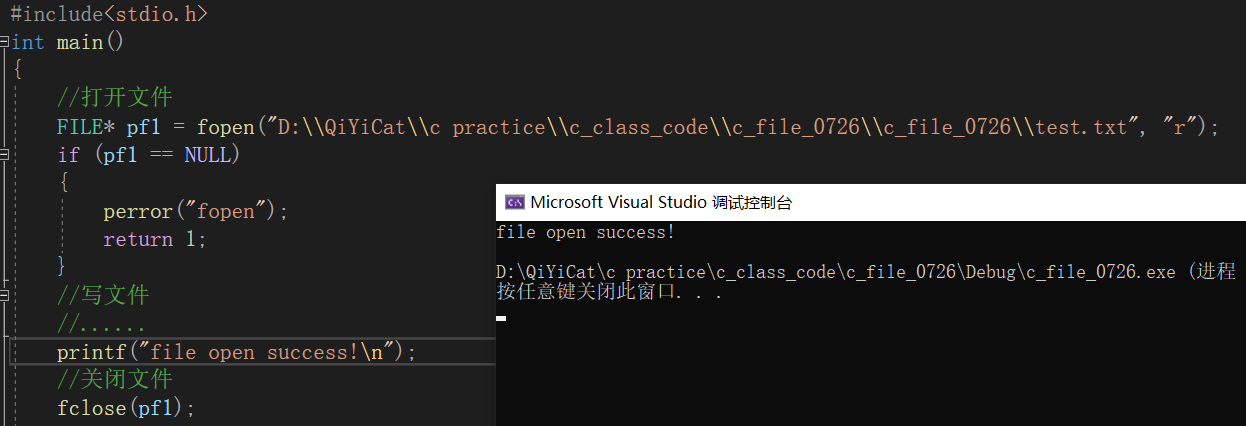 #include<stdio.h>
int main()
{
//打开文件
FILE* pf1 = fopen("D:\\QiYiCat\\c practice\\c_class_code\\c_file_0726\\c_file_0726\\test.txt", "r");
if (pf1 == NULL)
{
perror("fopen");
return 1;
}
//写文件
//......
printf("file open success!\n");
//关闭文件
fclose(pf1);
Microsoft Visual Studio 调试控制台
file open success!
D:\QiYiCat\c practice\c_class_code\c_file_0726\Debug\c_file_0726.exe (进程
按任意键关闭此窗口. . .